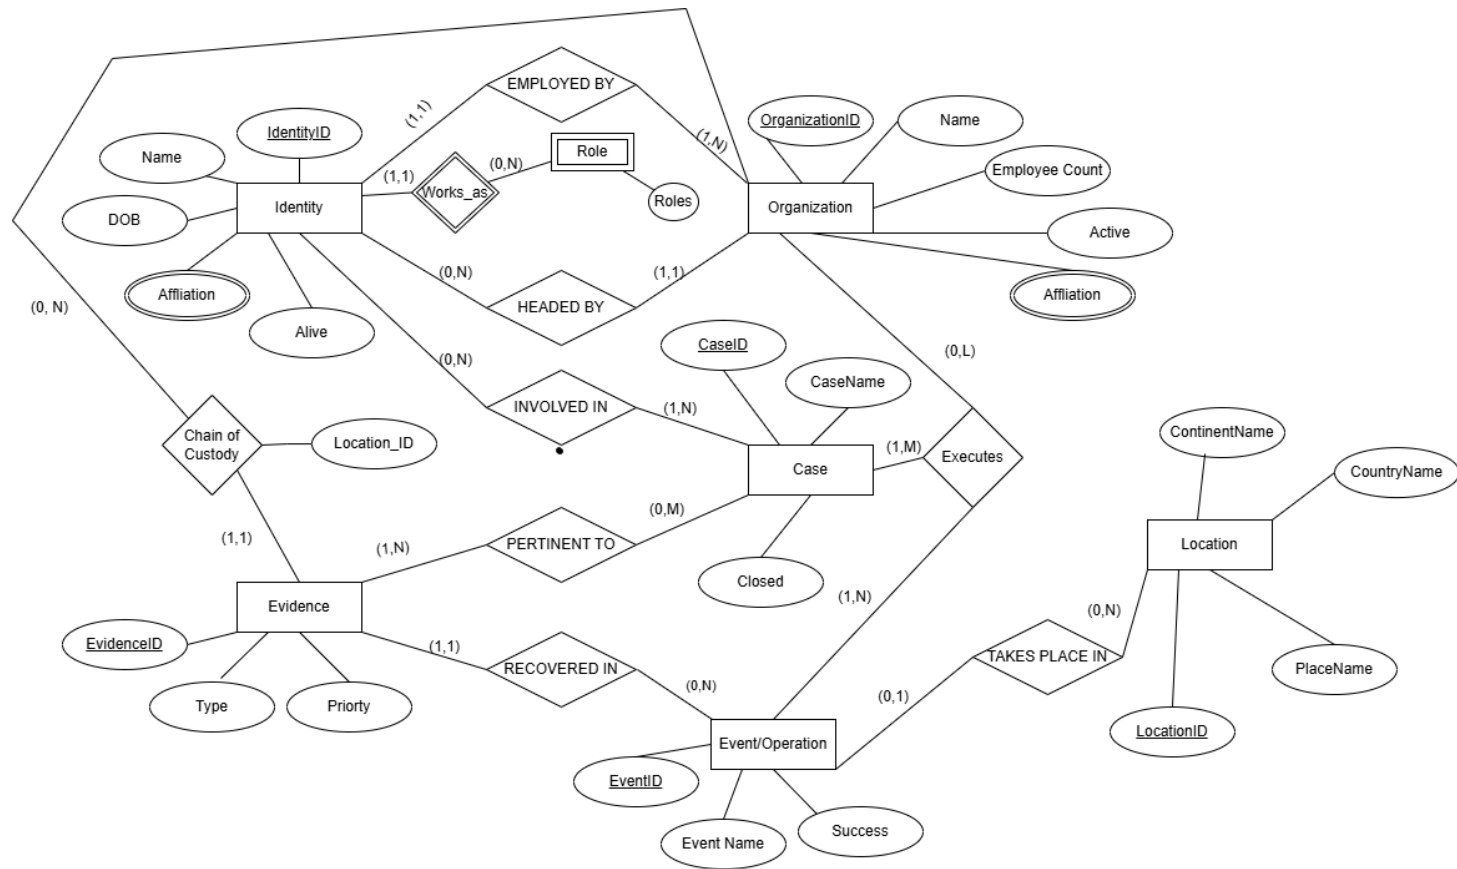 EMPLOYED BY
(1,1)
(1,N)
IdentityID
OrganizationID
Name
Name
Role
(0,N)
(1,1)
Works_as
Employee Count
Identity
Roles
Organization
DOB
Active
(0,N)
(1,1)
Affliation
Affliation
HEADED BY
(0, N)
Alive
CaseID
(0,L)
(0,N)
CaseName
INVOLVED IN
(1,N)
ContinentName
Chain of
Custody
Location_ID
(1,M)
Executes
Case
CountryName
(0,M)
(1,1)
(1,N)
PERTINENT TO
Location
Closed
(1,N)
Evidence
(0,N)
EvidenceID
(1,1)
RECOVERED IN
TAKES PLACE IN
PlaceName
(0,N)
(0,1)
Type
Priorty
LocationID
Event/Operation
EventID
Event Name
Success